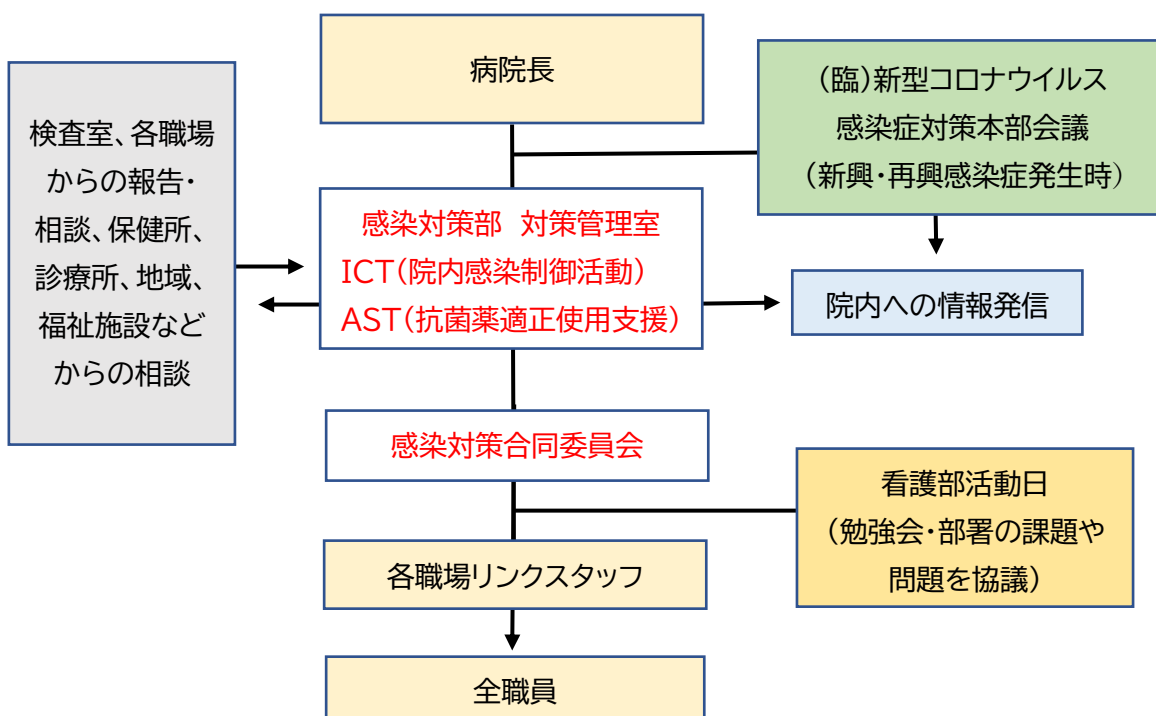 病院長
(臨)新型コロナウイルス
感染症対策本部会議
(新興・再興感染症発生時)
検査室、各職場
からの報告・
相談、保健所、
診療所、地域、
福祉施設など
からの相談
感染対策部 対策管理室
ICT(院内感染制御活動)
AST(抗菌薬適正使用支援)
院内への情報発信
感染対策合同委員会
看護部活動日
(勉強会・部署の課題や
問題を協議)
各職場リンクスタッフ
全職員